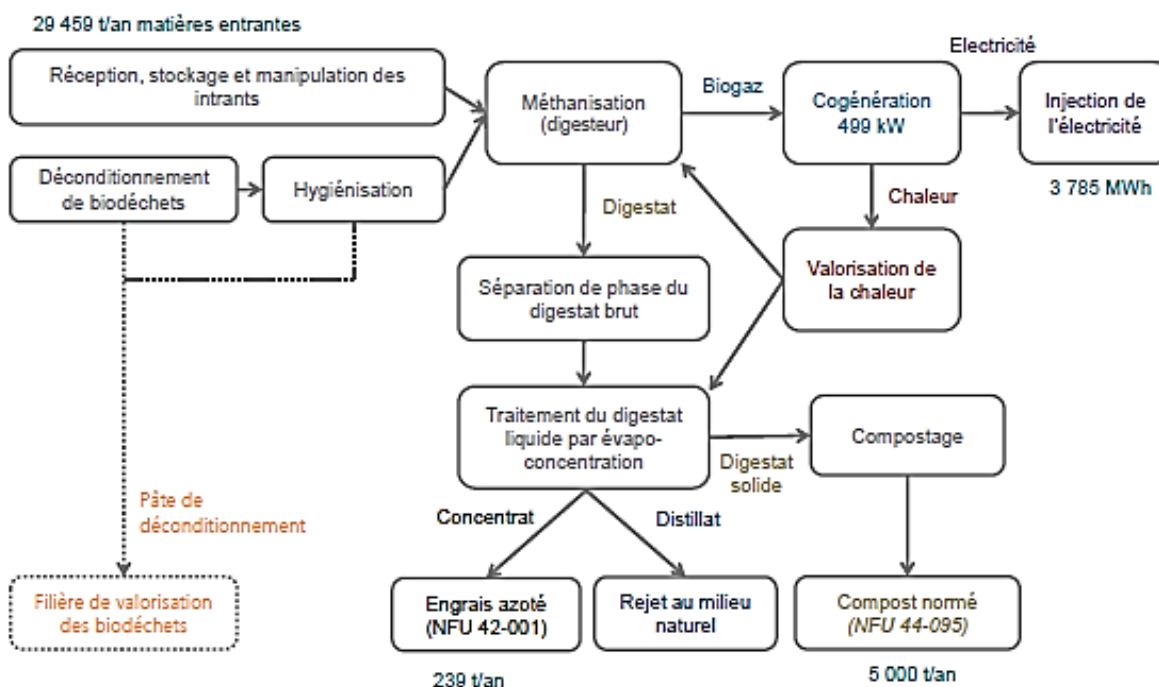 29 459 t/an matières entrantes
Réception, stockage et manipulation des
intrants
Déconditionnement
de biodéchets
Hygiénisation
Méthanisation
(digesteur)
Biogaz
Cogénération
499 kW
Electricité
Injection de
l'électricité
3 785 MWh
Chaleur
Valorisation de
la chaleur
Digestat
Séparation de phase du
digestat brut
Traitement du digestat
liquide par évapo-
concentration
Digestat
solide
Compostage
Pâte de
déconditionnement
Concentrat
Distillat
Filière de valorisation
des biodéchets
Engrais azoté
(NFU 42-001)
239 t/an
Rejet au milieu
naturel
Compost normé
(NFU 44-095)
5 000 t/an